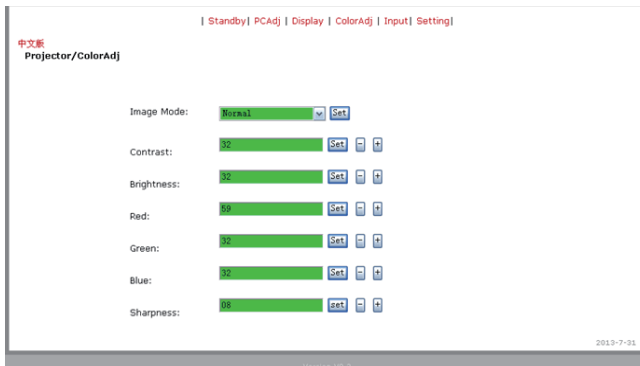 | Standby| PCAdj | Display | ColorAdj | Input| Setting|
中文版
Projector/ColorAdj
Image Mode: Normal Set
Contrast: 32 Set - +
Brightness: 32 Set - +
Red: 59 Set - +
Green: 32 Set - +
Blue: 32 Set - +
Sharpness: 08 set - +
2013-7-31